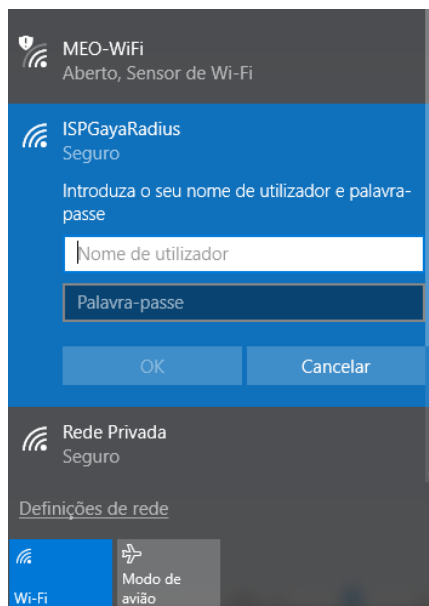 MEO-WiFi
Aberto, Sensor de Wi-Fi
ISPGayaRadius
Seguro
Introduza o seu nome de utilizador e palavra-
passe
Nome de utilizador
Palavra-passe
OK Cancelar
Rede Privada
Seguro
Definições de rede
Wi-Fi
Modo de
avião